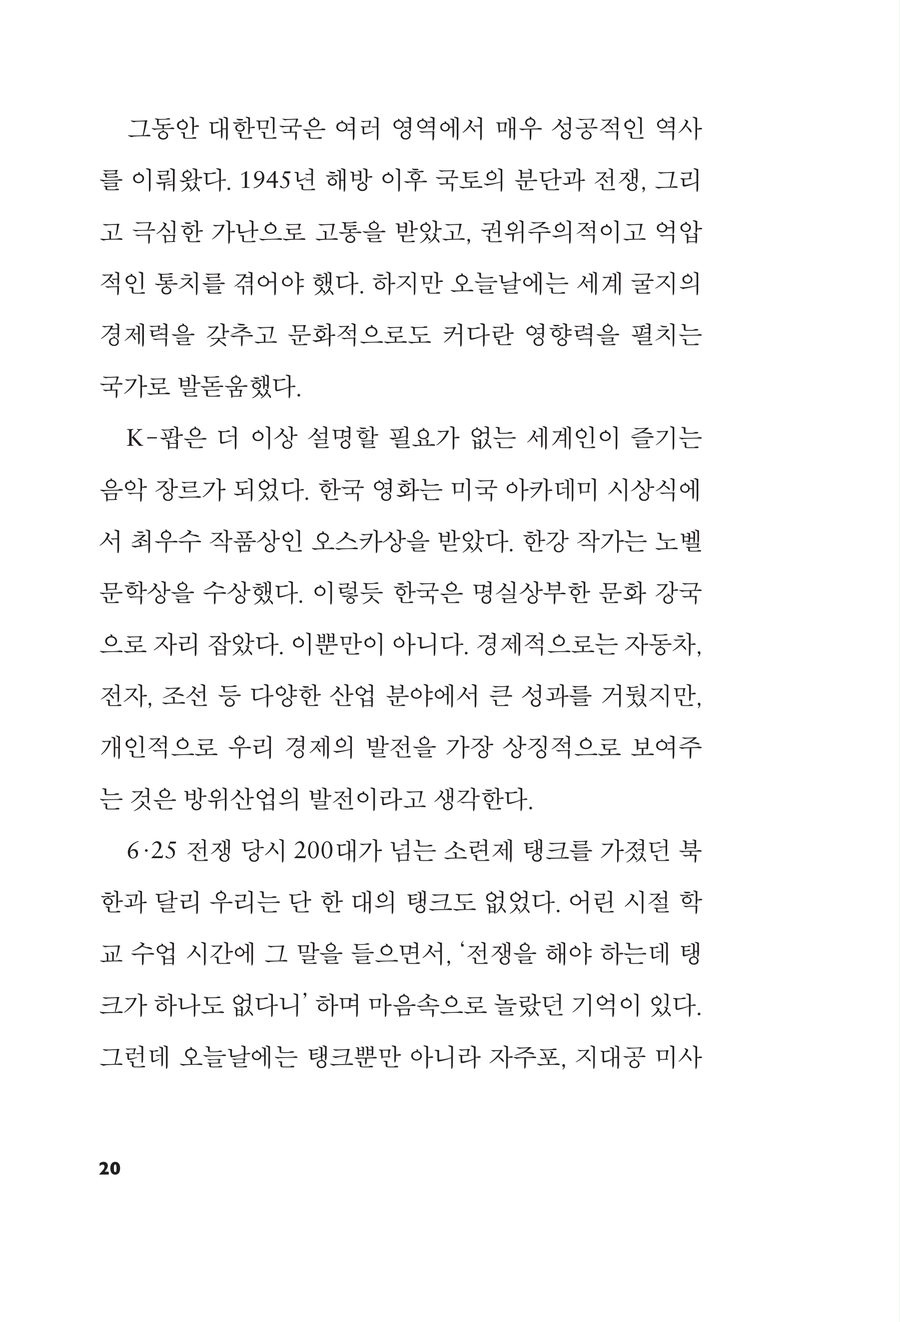 그동안 대한민국은 여러 영역에서 매우 성공적인 역사
를 이뤄왔다. 1945년 해방 이후 국토의 분단과 전쟁, 그리
고 극심한 가난으로 고통을 받았고, 권위주의적이고 억압
적인 통치를 겪어야 했다. 하지만 오늘날에는 세계 굴지의
경제력을 갖추고 문화적으로도 커다란 영향력을 펼치는
국가로 발돋움했다.
K-팝은 더 이상 설명할 필요가 없는 세계인이 즐기는
음악 장르가 되었다. 한국 영화는 미국 아카데미 시상식에
서 최우수 작품상인 오스카상을 받았다. 한강 작가는 노벨
문학상을 수상했다. 이렇듯 한국은 명실상부한 문화 강국
으로 자리 잡았다. 이뿐만이 아니다. 경제적으로는 자동차,
전자, 조선 등 다양한 산업 분야에서 큰 성과를 거뒀지만,
개인적으로 우리 경제의 발전을 가장 상징적으로 보여주
는 것은 방위산업의 발전이라고 생각한다.
6·25 전쟁 당시 200대가 넘는 소련제 탱크를 가졌던 북
한과 달리 우리는 단 한 대의 탱크도 없었다. 어린 시절 학
교 수업 시간에 그 말을 들으면서, ‘전쟁을 해야 하는데 탱
크가 하나도 없다니’ 하며 마음속으로 놀랐던 기억이 있다.
그런데 오늘날에는 탱크뿐만 아니라 자주포, 지대공 미사
20